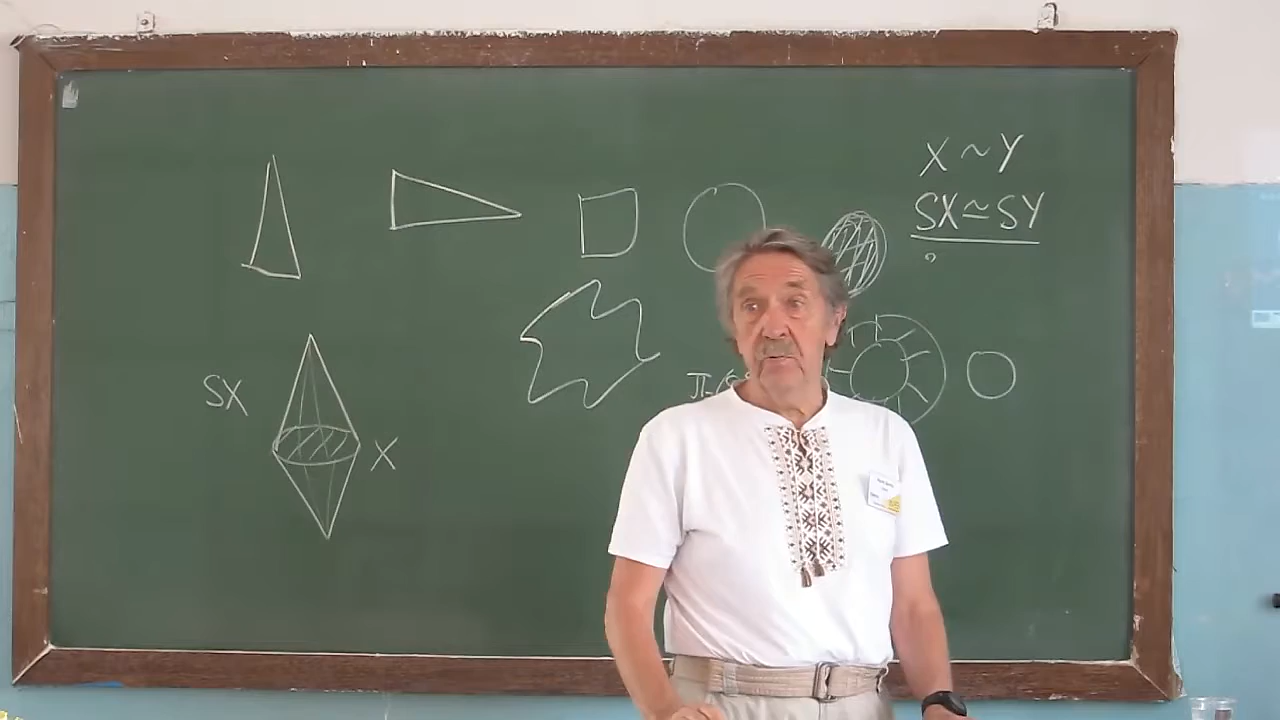 X ~ Y
SX ≃ SY
SX
X